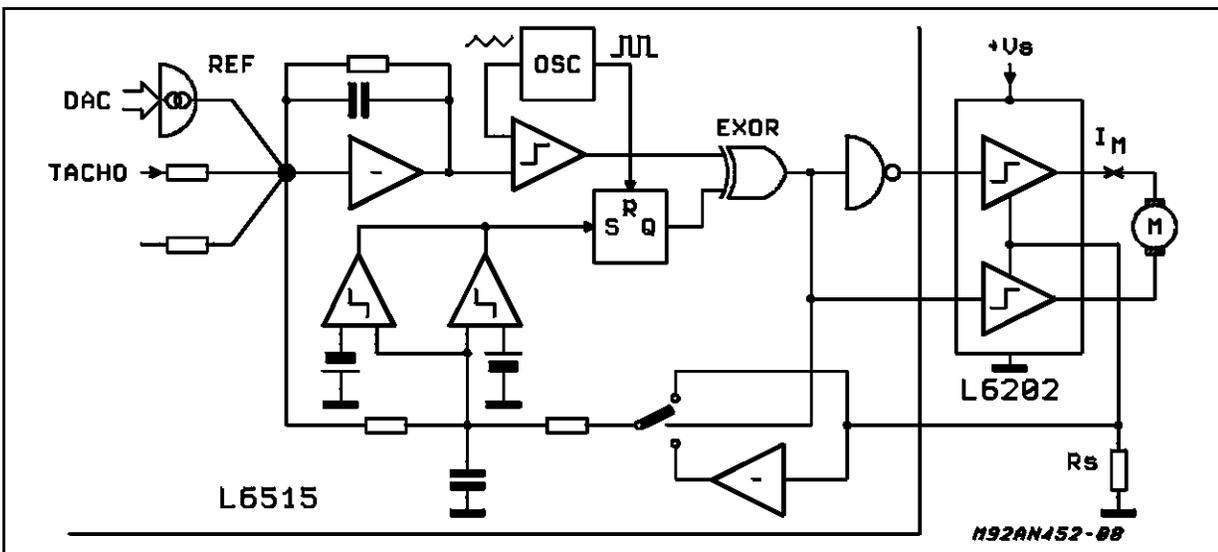 REF
DAC
TACHO
OSC
EXOR
S R Q
+Vs
I M
M
L6202
Rs
L6515
M92AN452-08